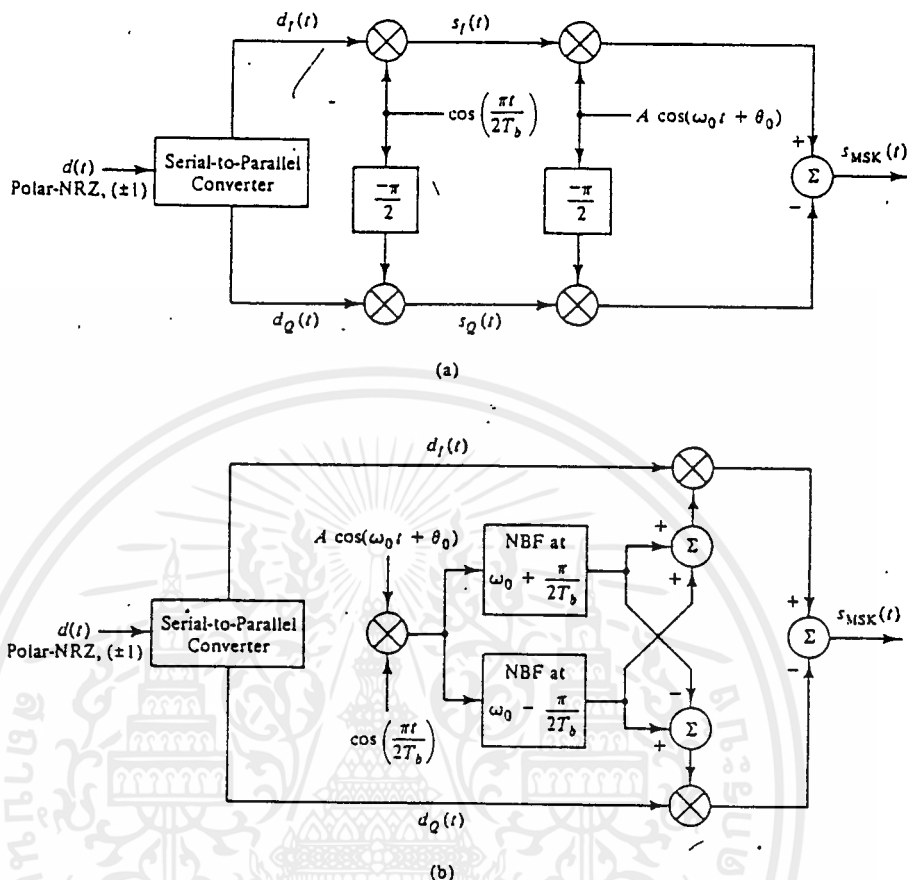 d_I(t)
s_I(t)
cos(πt/2T_b)
A cos(ω_0 t + θ_0)
Serial-to-Parallel
Converter
d(t)
Polar-NRZ, (±1)
-π/2
-π/2
+
Σ
-
s_MSK(t)
d_Q(t)
s_Q(t)
(a)
d_I(t)
A cos(ω_0 t + θ_0)
NBF at
ω_0 + π/2T_b
+
Σ
+
Serial-to-Parallel
Converter
d(t)
Polar-NRZ, (±1)
+
Σ
-
s_MSK(t)
NBF at
ω_0 - π/2T_b
-
Σ
+
cos(πt/2T_b)
d_Q(t)
(b)